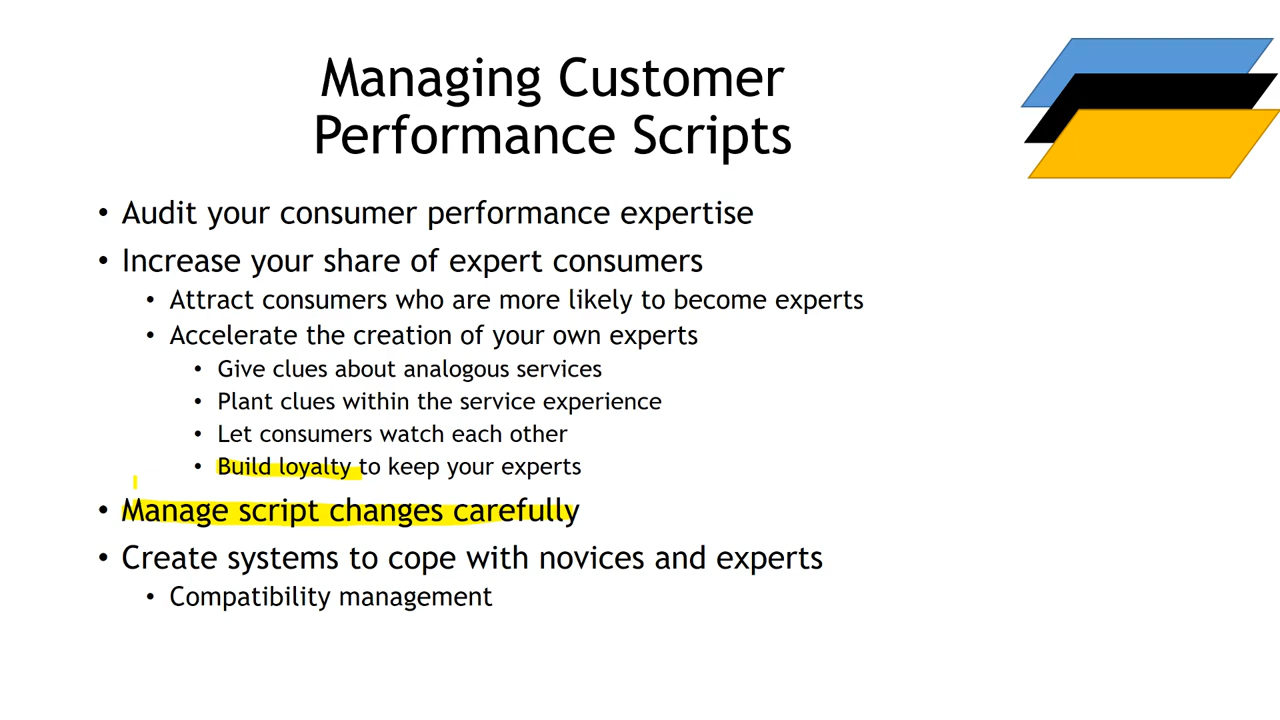 Managing Customer
Performance Scripts
• Audit your consumer performance expertise
• Increase your share of expert consumers
• Attract consumers who are more likely to become experts
• Accelerate the creation of your own experts
• Give clues about analogous services
• Plant clues within the service experience
• Let consumers watch each other
• Build loyalty to keep your experts
• Manage script changes carefully
• Create systems to cope with novices and experts
• Compatibility management